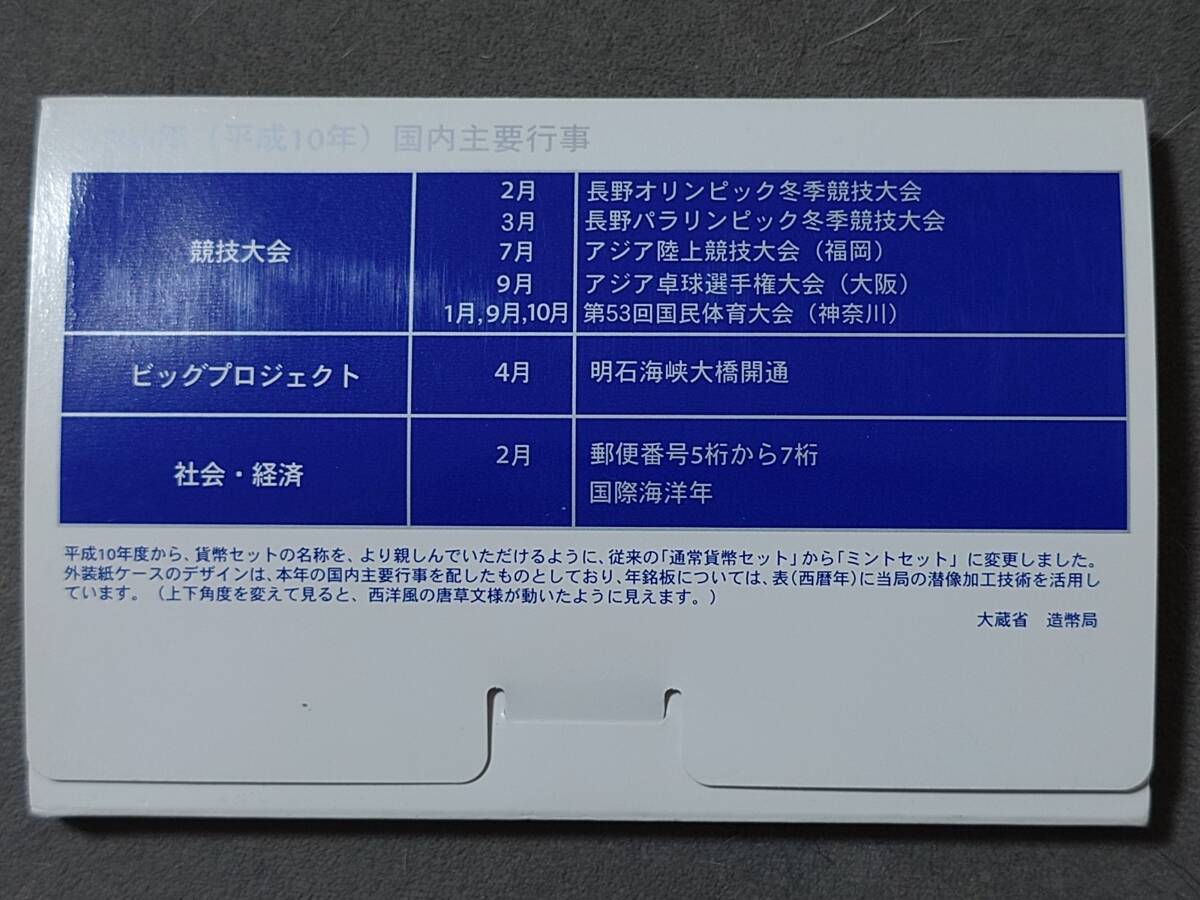 （平成10年）国内主要行事
競技大会
2月 長野オリンピック冬季競技大会
3月 長野パラリンピック冬季競技大会
7月 アジア陸上競技大会（福岡）
9月 アジア卓球選手権大会（大阪）
1月,9月,10月 第53回国民体育大会（神奈川）
ビッグプロジェクト 4月 明石海峡大橋開通
社会・経済
2月 郵便番号5桁から7桁
国際海洋年
平成10年度から、貨幣セットの名称を、より親しんでいただけるように、従来の「通常貨幣セット」から「ミントセット」に変更しました。
外装紙ケースのデザインは、本年の国内主要行事を配したものとしており、年銘板については、表（西暦年）に当局の潜像加工技術を活用し
ています。（上下角度を変えて見ると、西洋風の唐草文様が動いたように見えます。）
大蔵省　造幣局